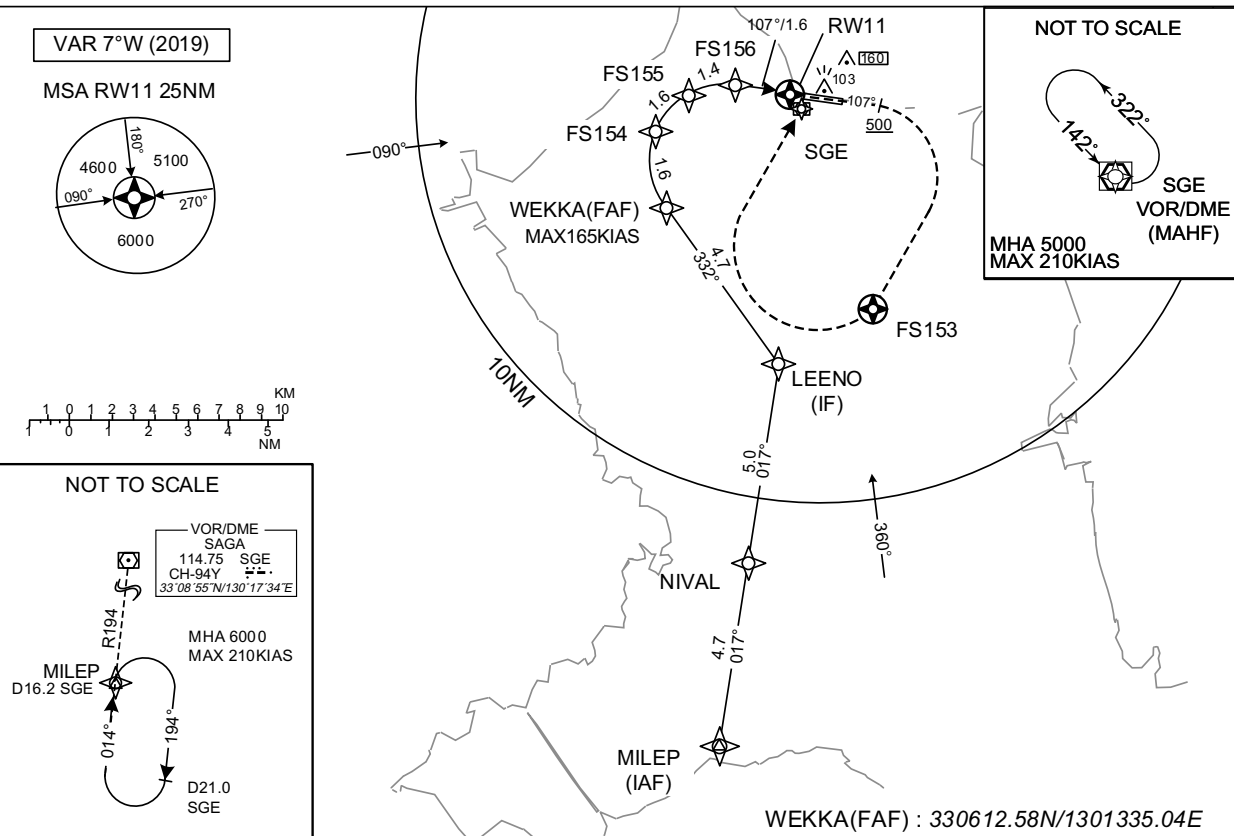 VAR 7°W (2019)
MSA RW11 25NM
180°
4600
5100
090°
270°
6000
1 0 1 2 3 4 5 6 7 8 9 10
KM
1 0 1 2 3 4 5
NM
NOT TO SCALE
VOR/DME
SAGA
114.75 SGE
CH-94Y
33°08´55"N/130°17´34"E
R194
MHA 6000
MAX 210KIAS
MILEP
D16.2 SGE
014°
194°
D21.0
SGE
107°/1.6
RW11
FS156
160
103
FS155
1.4
1.6
107°/
500
FS154
SGE
090°
1.6
WEKKA(FAF)
MAX165KIAS
4.7
332°
FS153
10NM
LEENO
(IF)
5.0
017°
360°
NIVAL
4.7
017°
MILEP
(IAF)
NOT TO SCALE
322°
142°
SGE
VOR/DME
(MAHF)
MHA 5000
MAX 210KIAS
WEKKA(FAF) : 330612.58N/1301335.04E